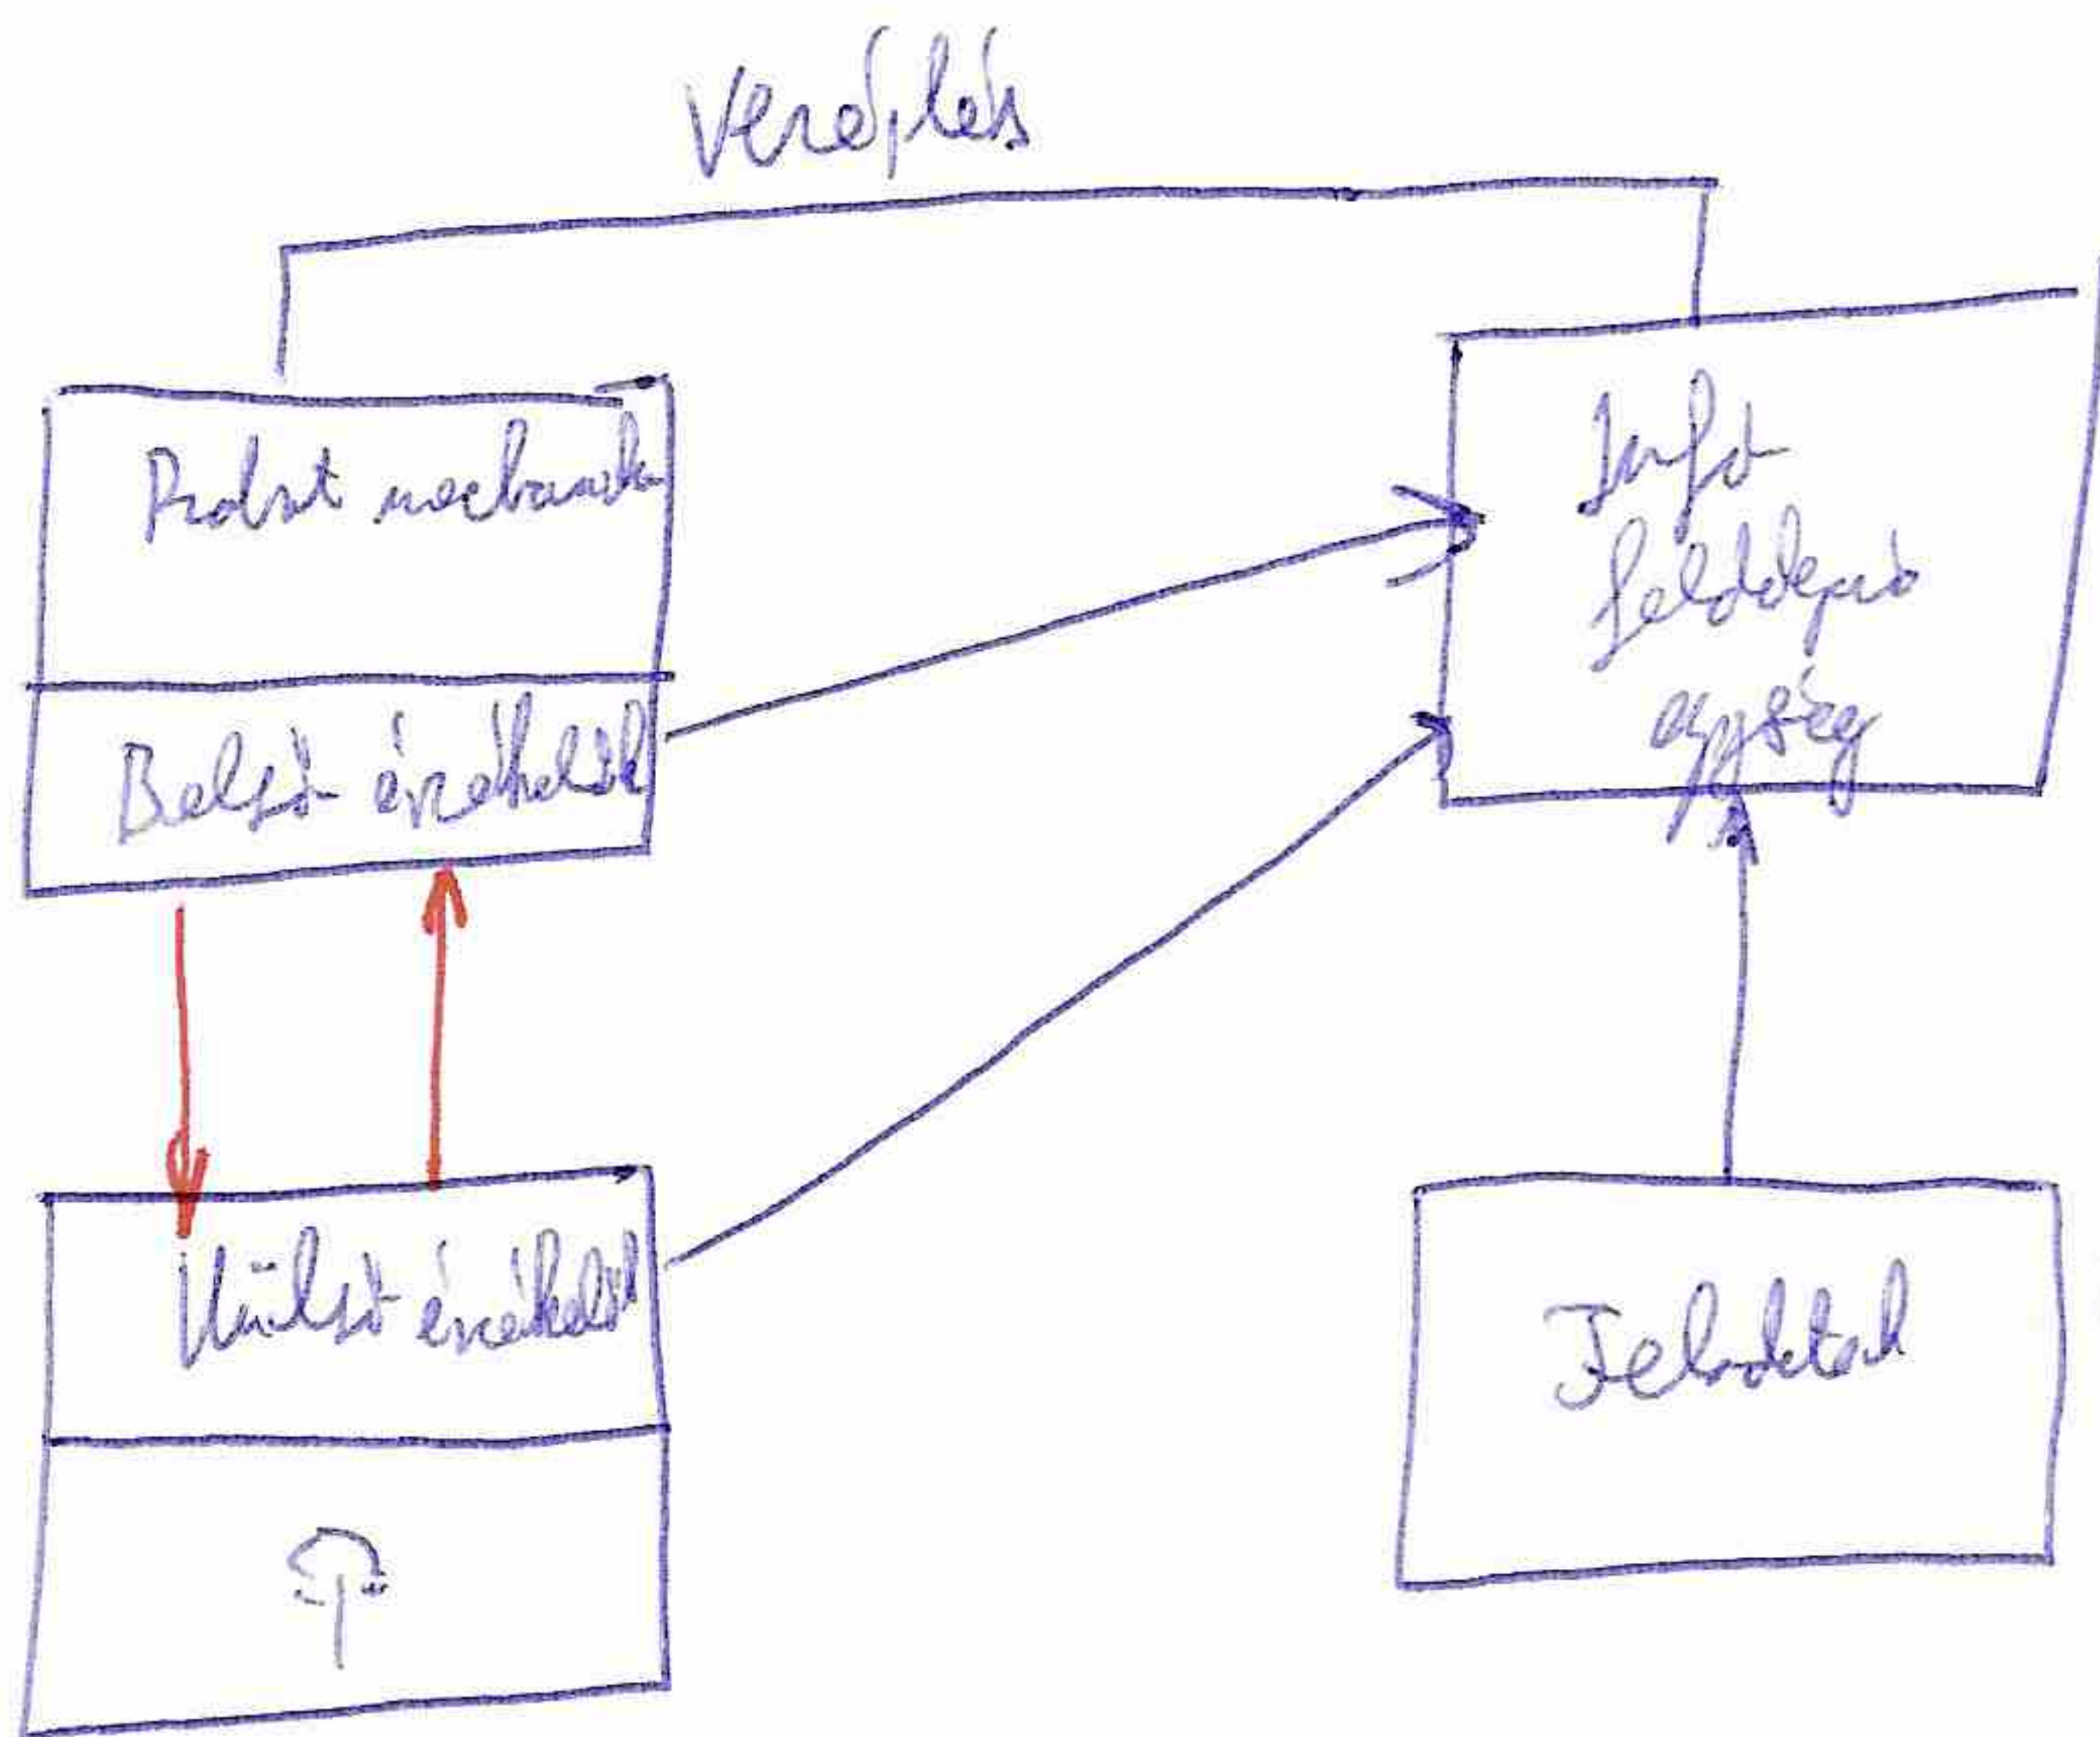 Vezérlés
Robot mechanika
Info
feldolgozó
egység
Belső érzékelők
Külső érzékelők
Feladatok